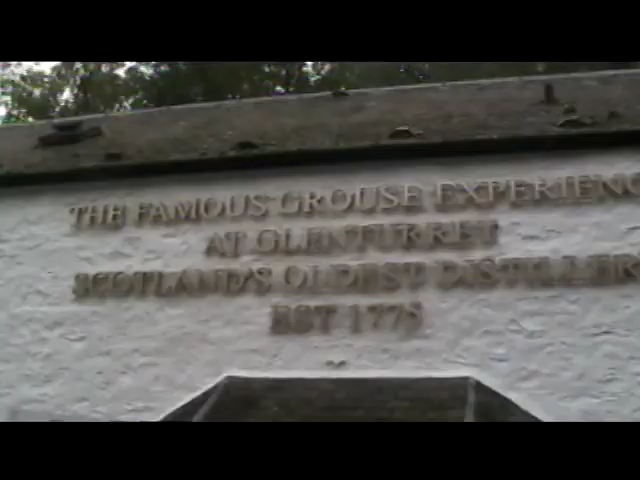 THE FAMOUS GROUSE EXPERIENC
AT GLENTURRET
SCOTLAND'S OLDEST DISTILLER
EST 1775